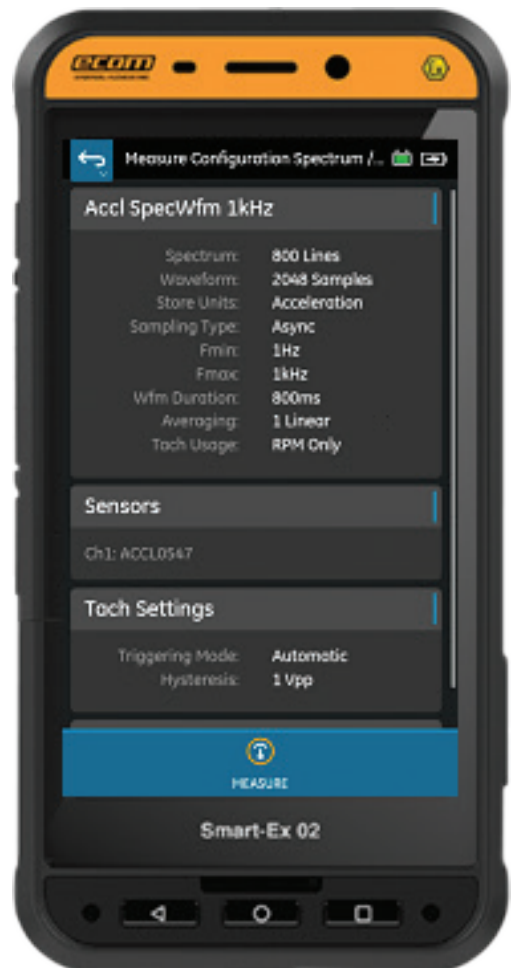 ecom
Measure Configuration Spectrum /...
Accl SpecWfm 1kHz
Spectrum: 800 Lines
Waveform: 2048 Samples
Store Units: Acceleration
Sampling Type: Async
Fmin: 1Hz
Fmax: 1kHz
Wfm Duration: 800ms
Averaging: 1 Linear
Tach Usage: RPM Only
Sensors
Ch1: ACCL0547
Tach Settings
Triggering Mode: Automatic
Hysteresis: 1 Vpp
MEASURE
Smart-Ex 02